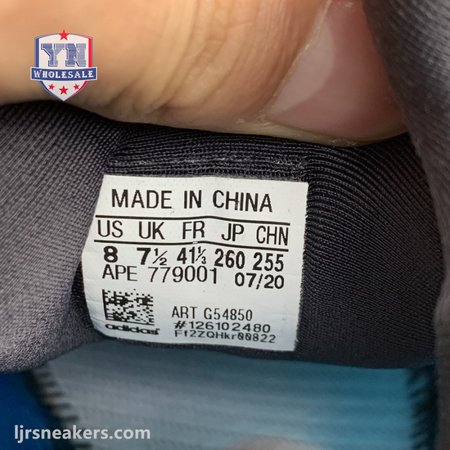 YN
WHOLESALE
MADE IN CHINA
US UK FR JP CHN
8 7½ 41⅓ 260 255
APE 779001 07/20
ART G54850
adidas #126102480
Ff2ZQHkr00822
ljrsneakers.com